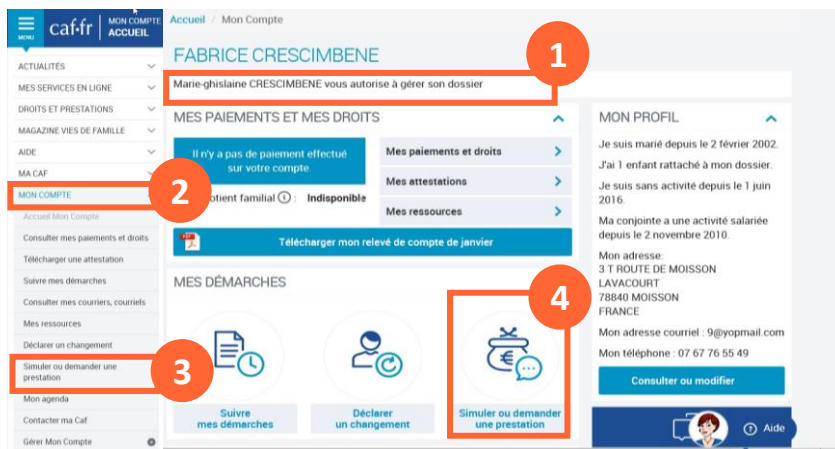 MENU
caf.fr
MON COMPTE
ACCUEIL
ACTUALITÉS
MES SERVICES EN LIGNE
DROITS ET PRESTATIONS
MAGAZINE VIES DE FAMILLE
AIDE
MA CAF
2
MON COMPTE
Accueil Mon Compte
Consulter mes paiements et droits
Télécharger une attestation
Suivre mes démarches
Consulter mes courriers, courriels
Mes ressources
Déclarer un changement
3
Simuler ou demander une
prestation
Mon agenda
Contacter ma Caf
Gérer Mon Compte
Accueil / Mon Compte
FABRICE CRESCIMBENE
1
Marie-ghislaine CRESCIMBENE vous autorise à gérer son dossier
MES PAIEMENTS ET MES DROITS
Il n'y a pas de paiement effectué
sur votre compte.
otient familial i : Indisponible
Mes paiements et droits
Mes attestations
Mes ressources
PDF
Télécharger mon relevé de compte de janvier
MES DÉMARCHES
4
Suivre
mes démarches
Déclarer
un changement
Simuler ou demander
une prestation
MON PROFIL
Je suis marié depuis le 2 février 2002.
J'ai 1 enfant rattaché à mon dossier.
Je suis sans activité depuis le 1 juin
2016.
Ma conjointe a une activité salariée
depuis le 2 novembre 2010.
Mon adresse:
3 T ROUTE DE MOISSON
LAVACOURT
78840 MOISSON
FRANCE
Mon adresse courriel : 9@yopmail.com
Mon téléphone : 07 67 76 55 49
Consulter ou modifier
? Aide